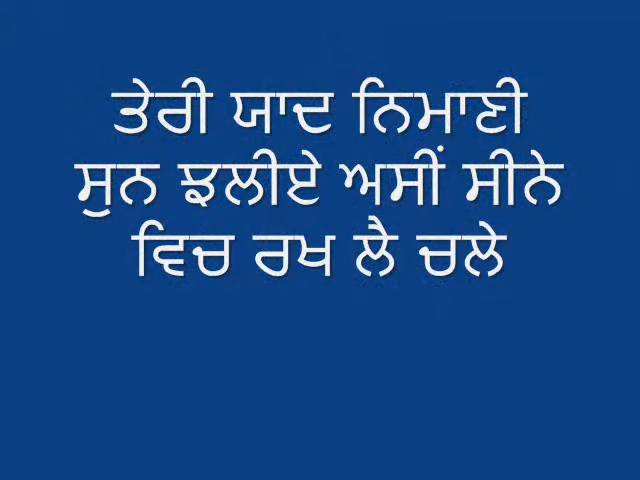 ਤੇਰੀ ਯਾਦ ਨਿਮਾਣੀ
ਸੁਨ ਝਲੀਏ ਅਸੀਂ ਸੀਨੇ
ਵਿਚ ਰਖ ਲੈ ਚਲੇ